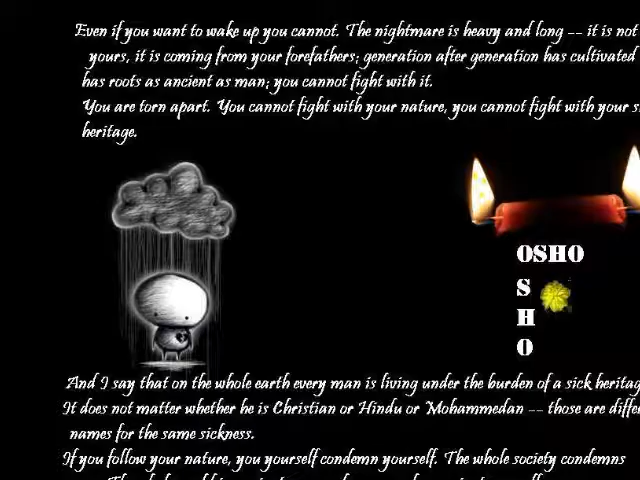 Even if you want to wake up you cannot. The nightmare is heavy and long -- it is not
yours, it is coming from your forefathers; generation after generation has cultivated
has roots as ancient as man; you cannot fight with it.
You are torn apart. You cannot fight with your nature, you cannot fight with your
heritage.
OSHO
S
H
O
And I say that on the whole earth every man is living under the burden of a sick
It does not matter whether he is Christian or Hindu or Mohammedan -- those are
names for the same sickness.
If you follow your nature, you yourself condemn yourself. The whole society condemns